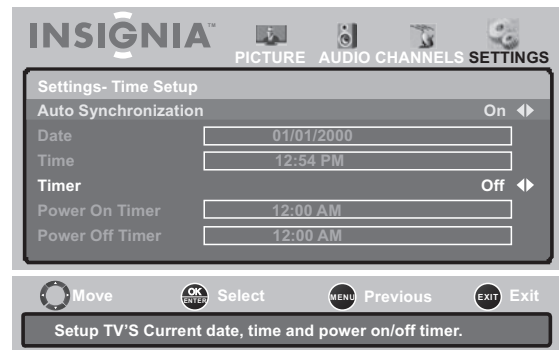 INSIGNIA™
PICTURE AUDIO CHANNELS SETTINGS
Settings- Time Setup
Auto Synchronization On
Date 01/01/2000
Time 12:54 PM
Timer Off
Power On Timer 12:00 AM
Power Off Timer 12:00 AM
Move OK ENTER Select MENU Previous EXIT Exit
Setup TV'S Current date, time and power on/off timer.